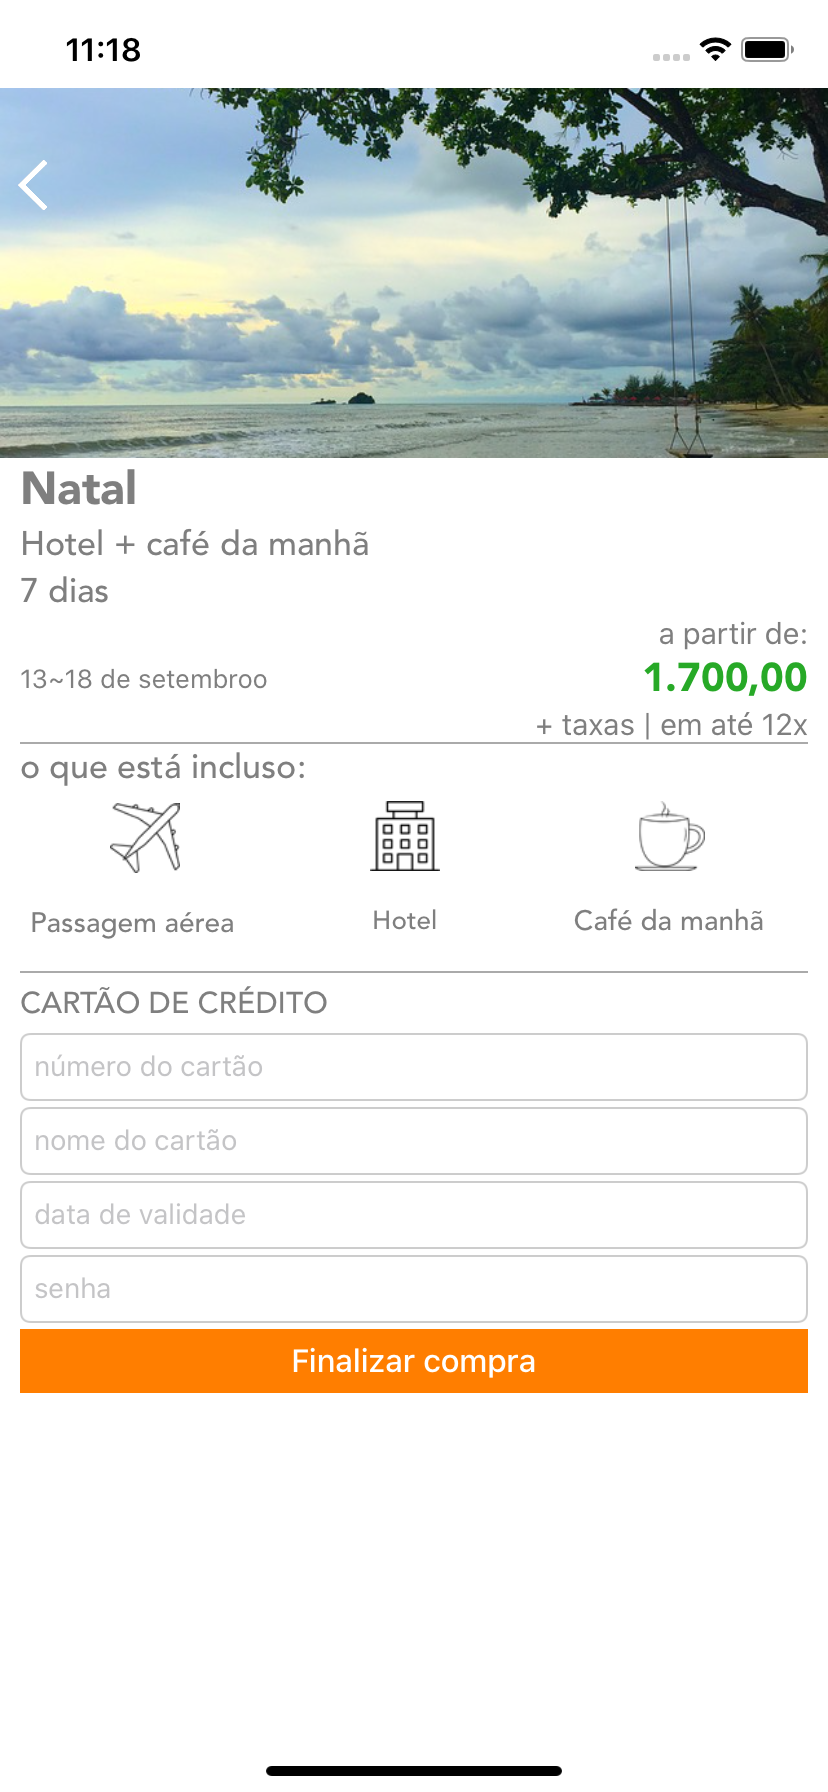 11:18
Natal
Hotel + café da manhã
7 dias
a partir de:
13~18 de setembroo
1.700,00
+ taxas | em até 12x
o que está incluso:
Passagem aérea
Hotel
Café da manhã
CARTÃO DE CRÉDITO
número do cartão
nome do cartão
data de validade
senha
Finalizar compra